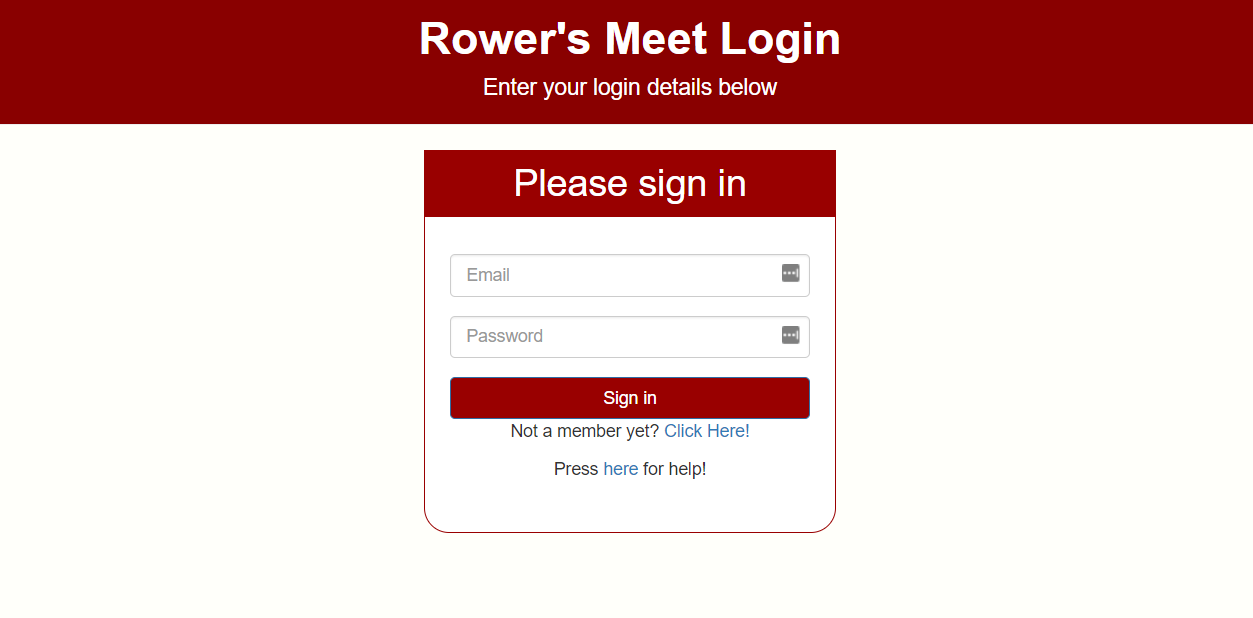 Rower's Meet Login
Enter your login details below
Please sign in
Email
Password
Sign in
Not a member yet? Click Here!
Press here for help!